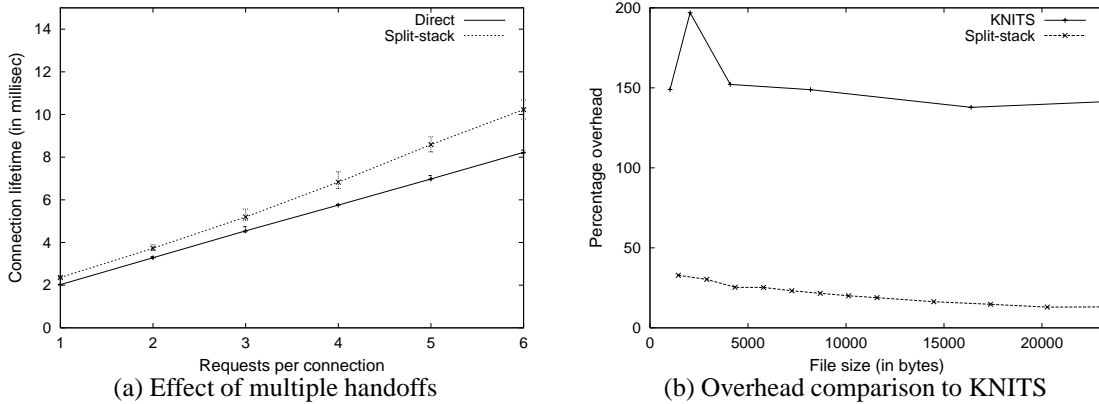 14
12
10
8
6
4
2
0
Connection lifetime (in millisec)
Direct
Split-stack
1 2 3 4 5 6
Requests per connection
(a) Effect of multiple handoffs
200
150
100
50
0
Percentage overhead
KNITS
Split-stack
0 5000 10000 15000 20000
File size (in bytes)
(b) Overhead comparison to KNITS